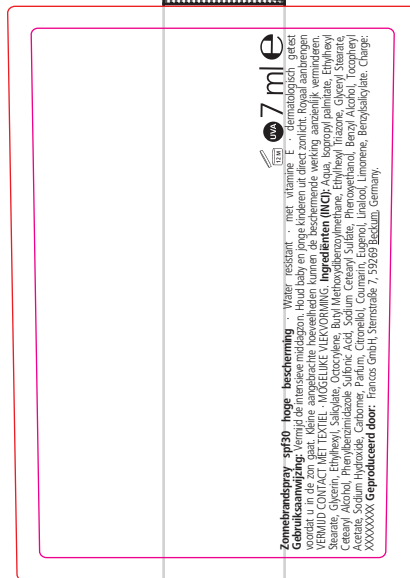 Zonnebrandspray spf30 hoge bescherming · Water resistant · met vitamine E · dermatologisch getest
Gebruiksaanwijzing: Vermijd de intensieve middagzon. Houd baby en jonge kinderen uit direct zonlicht. Royaal aanbrengen
voordat u in de zon gaat. Kleine aangebrachte hoeveelheden kunnen de beschermende werking aanzienlijk verminderen.
VERMIJD CONTACT MET TEXTIEL · MOGELIJKE VLEKVORMING. Ingrediënten (INCI): Aqua, Isopropyl palmitate, Ethylhexyl
Stearate, Glycerin, Ethylhexyl, Salicylate, Octocrylene, Butyl Methoxydibenzoylmethane, Ethylhexyl Triazone, Glyceryl Stearate,
Cetearyl Alcohol, Phenylbenzimidazole Sulfonic Acid, Sodium Cetearyl Sulfate, Phenoxyethanol, Benzyl Alcohol, Tocopheryl
Acetate, Sodium Hydroxide, Carbomer, Parfum, Citronellol, Coumarin, Eugenol, Linalool, Limonene, Benzylsalicylate. Charge:
XXXXXXXX Geproduceerd door: Francos GmbH, Sternstraße 7, 59269 Beckum, Germany.
12 M UVA 7 ml e